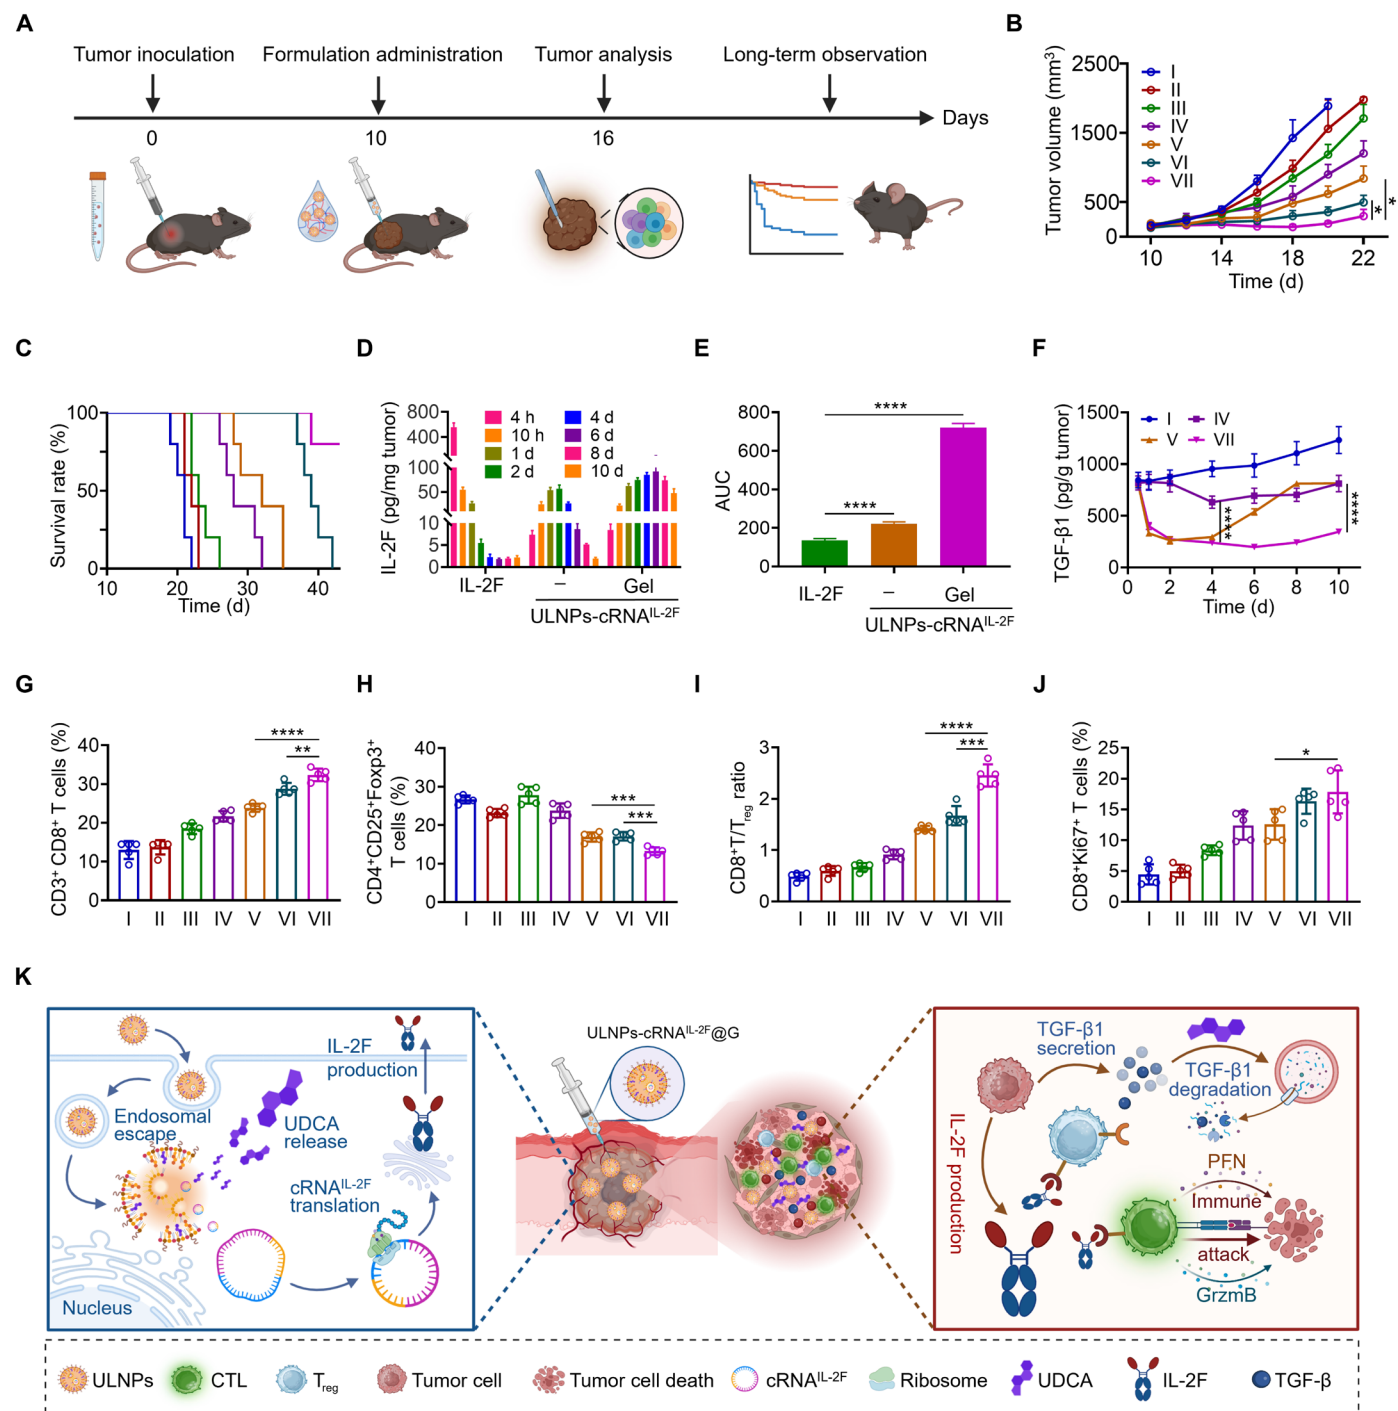 A
Tumor inoculation
Formulation administration
Tumor analysis
Long-term observation
Days
0
10
16
B
Tumor volume (mm³)
2500
1500
500
0
I
II
III
IV
V
VI
VII
*
*
10
14
18
22
Time (d)
C
Survival rate (%)
100
50
0
10
20
30
40
Time (d)
D
IL-2F (pg/mg tumor)
800
400
100
50
10
5
0
4 h
10 h
1 d
2 d
4 d
6 d
8 d
10 d
IL-2F
–
Gel
ULNPs-cRNA^IL-2F
E
AUC
800
600
400
200
0
****
****
IL-2F
–
Gel
ULNPs-cRNA^IL-2F
F
TGF-β1 (pg/g tumor)
1500
1000
500
0
I
IV
V
VII
****
****
0
2
4
6
8
10
Time (d)
G
CD3⁺ CD8⁺ T cells (%)
40
30
20
10
0
****
**
I II III IV V VI VII
H
CD4⁺CD25⁺Foxp3⁺
T cells (%)
40
30
20
10
0
***
***
I II III IV V VI VII
I
CD8⁺T/T_reg ratio
3
2
1
0
****
***
I II III IV V VI VII
J
CD8⁺Ki67⁺ T cells (%)
25
20
15
10
5
0
*
I II III IV V VI VII
K
IL-2F
production
Endosomal
escape
UDCA
release
cRNA^IL-2F
translation
Nucleus
ULNPs-cRNA^IL-2F@G
TGF-β1
secretion
TGF-β1
degradation
IL-2F production
PFN
Immune
attack
GrzmB
ULNPs
CTL
T_reg
Tumor cell
Tumor cell death
cRNA^IL-2F
Ribosome
UDCA
IL-2F
TGF-β